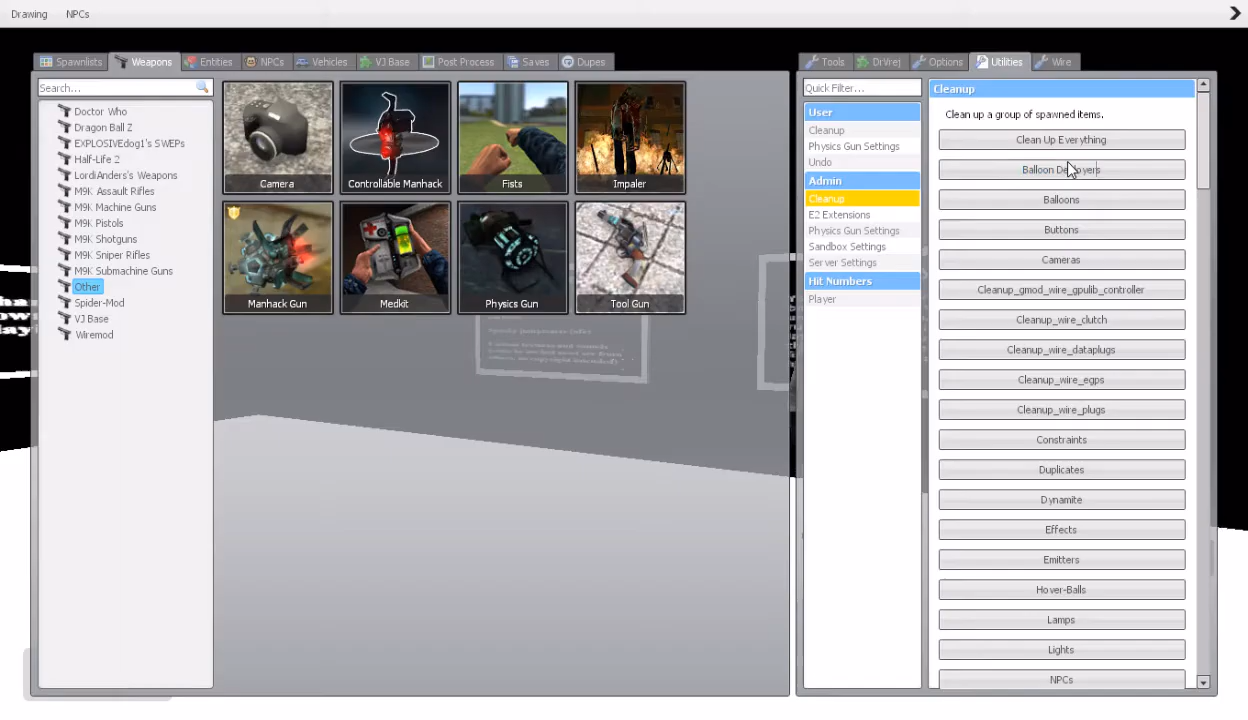 Drawing NPCs
Spawnlists Weapons Entities NPCs Vehicles VJ Base Post Process Saves Dupes
Tools DrVrej Options Utilities Wire
Search...
Doctor Who
Dragon Ball Z
EXPLOSIVEdog1's SWEPs
Half-Life 2
LordiAnders's Weapons
M9K Assault Rifles
M9K Machine Guns
M9K Pistols
M9K Shotguns
M9K Sniper Rifles
M9K Submachine Guns
Other
Spider-Mod
VJ Base
Wiremod
Camera
Controllable Manhack
Fists
Impaler
Manhack Gun
Medkit
Physics Gun
Tool Gun
Quick Filter...
User
Cleanup
Physics Gun Settings
Undo
Admin
Cleanup
E2 Extensions
Physics Gun Settings
Sandbox Settings
Server Settings
Hit Numbers
Player
Cleanup
Clean up a group of spawned items.
Clean Up Everything
Balloon
Balloons
Buttons
Cameras
Cleanup_gmod_wire_gpulib_controller
Cleanup_wire_clutch
Cleanup_wire_dataplugs
Cleanup_wire_egps
Cleanup_wire_plugs
Constraints
Duplicates
Dynamite
Effects
Emitters
Hover-Balls
Lamps
Lights
NPCs